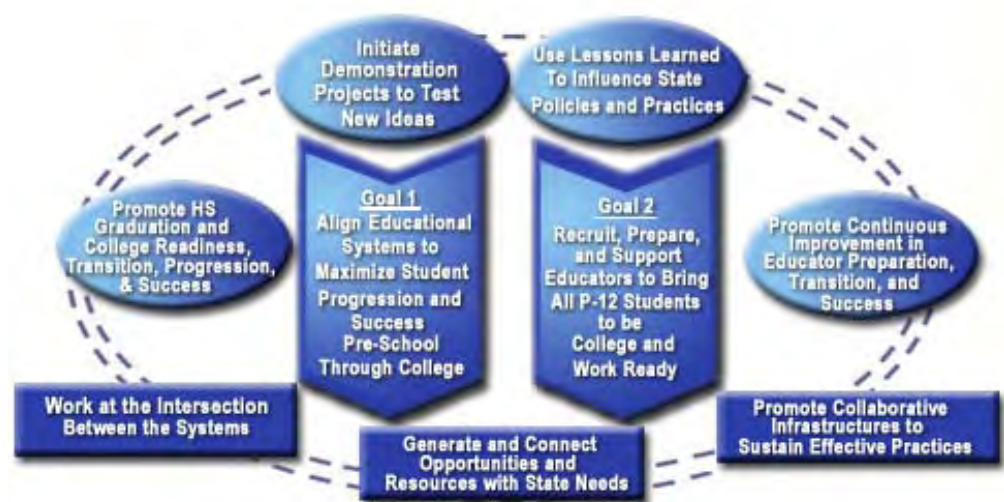 Initiate
Demonstration
Projects to Test
New Ideas
Use Lessons Learned
To Influence State
Policies and Practices
Promote HS
Graduation and
College Readiness,
Transition, Progression,
& Success
Goal 1
Align Educational
Systems to
Maximize Student
Progression and
Success
Pre-School
Through College
Goal 2
Recruit, Prepare,
and Support
Educators to Bring
All P-12 Students
to be
College and
Work Ready
Promote Continuous
Improvement in
Educator Preparation,
Transition, and
Success
Work at the Intersection
Between the Systems
Generate and Connect
Opportunities and
Resources with State Needs
Promote Collaborative
Infrastructures to
Sustain Effective Practices